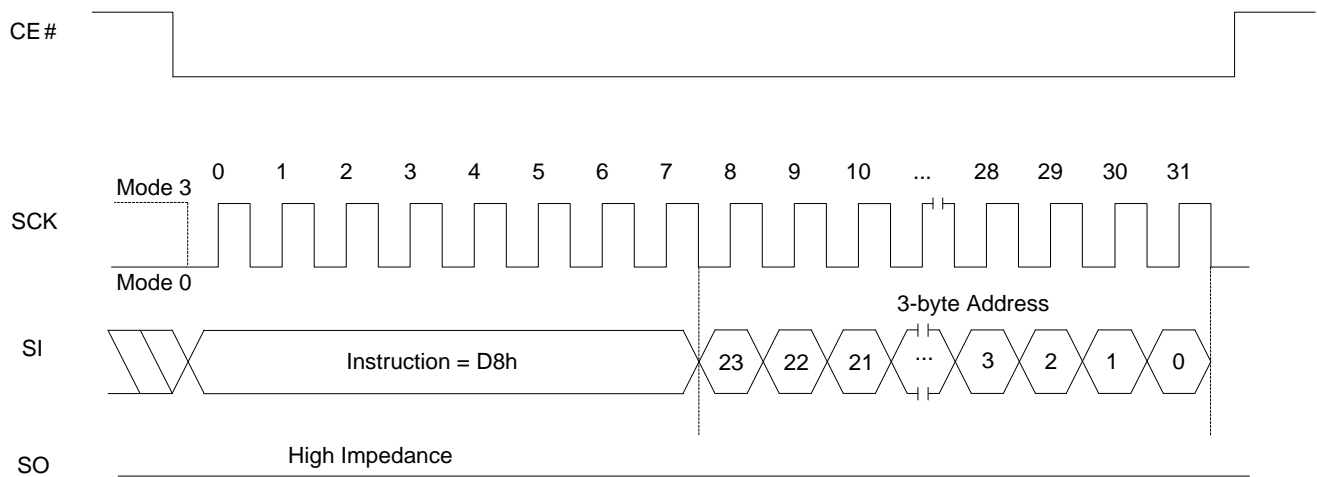 CE#
0 1 2 3 4 5 6 7 8 9 10 ... 28 29 30 31
Mode 3
SCK
Mode 0
3-byte Address
SI
Instruction = D8h
23 22 21 ... 3 2 1 0
High Impedance
SO